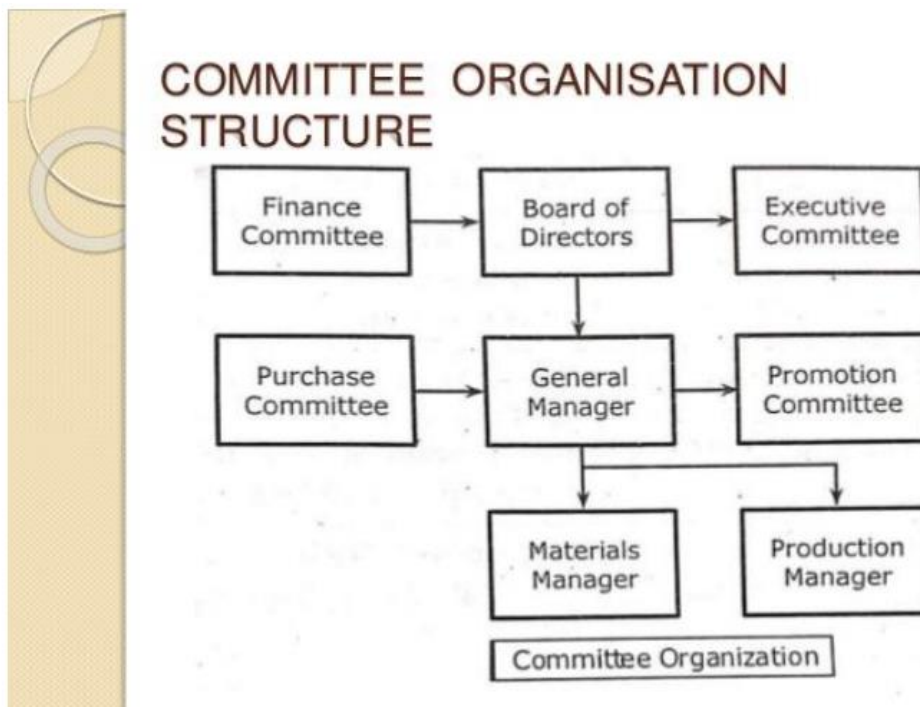 COMMITTEE ORGANISATION
STRUCTURE
Finance
Committee
Board of
Directors
Executive
Committee
Purchase
Committee
General
Manager
Promotion
Committee
Materials
Manager
Production
Manager
Committee Organization